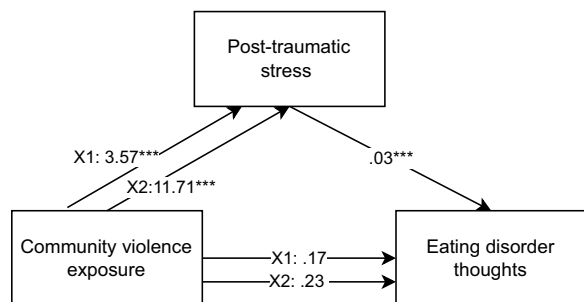 Post-traumatic
stress
X1: 3.57***
.03***
X2:11.71***
Community violence
exposure
X1: .17
X2: .23
Eating disorder
thoughts